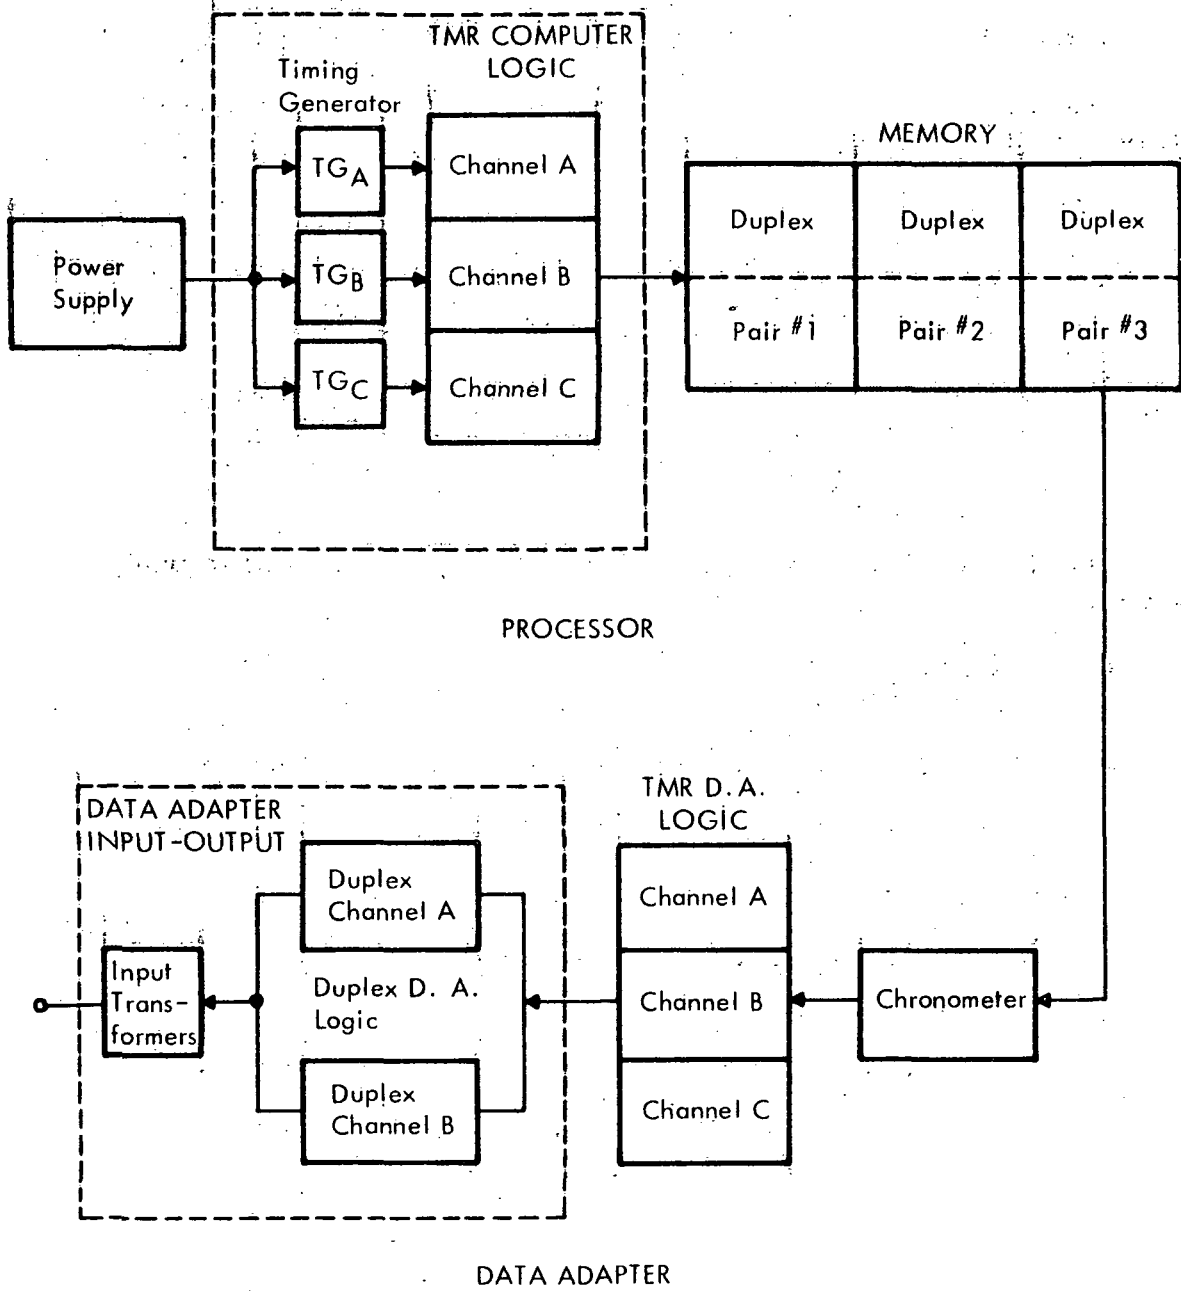 TMR COMPUTER
LOGIC
Timing
Generator
TGA
Channel A
TGB
Channel B
TGC
Channel C
Power
Supply
MEMORY
Duplex
Pair #1
Duplex
Pair #2
Duplex
Pair #3
PROCESSOR
DATA ADAPTER
INPUT-OUTPUT
Duplex
Channel A
Input
Trans-
formers
Duplex D. A.
Logic
Duplex
Channel B
TMR D. A.
LOGIC
Channel A
Channel B
Channel C
Chronometer
DATA ADAPTER